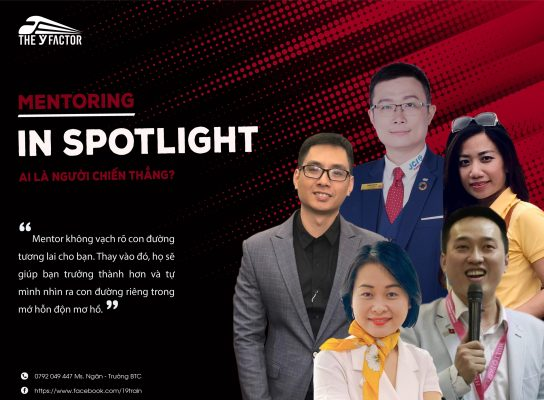 THE Y FACTOR
MENTORING
IN SPOTLIGHT
AI LÀ NGƯỜI CHIẾN THẮNG?
“
Mentor không vạch rõ con đường
tương lai cho bạn. Thay vào đó, họ sẽ
giúp bạn trưởng thành hơn và tự
mình nhìn ra con đường riêng trong
mớ hỗn độn mơ hồ. ”
0792 049 447 Ms. Ngân - Trưởng BTC
https://www.facebook.com/19train
JCI